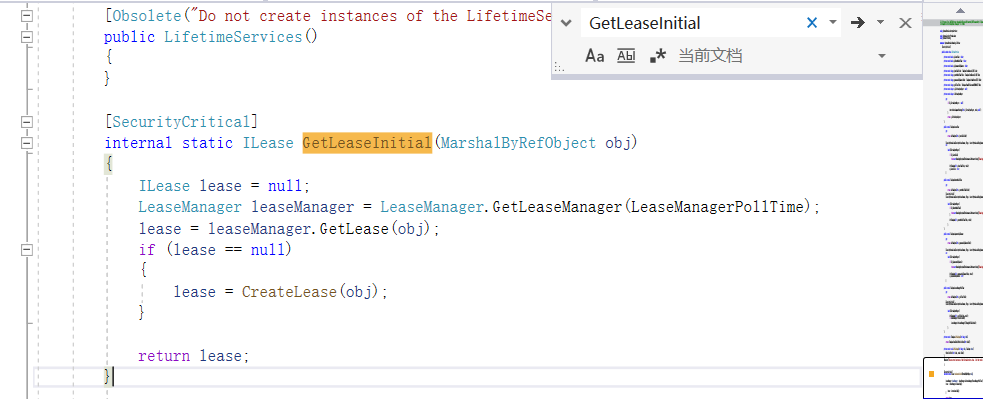 [Obsolete("Do not create instances of the LifetimeSe
public LifetimeServices()
{
}
[SecurityCritical]
internal static ILease GetLeaseInitial(MarshalByRefObject obj)
{
ILease lease = null;
LeaseManager leaseManager = LeaseManager.GetLeaseManager(LeaseManagerPollTime);
lease = leaseManager.GetLease(obj);
if (lease == null)
{
lease = CreateLease(obj);
}
return lease;
}
GetLeaseInitial
Aa Abl .* 当前文档